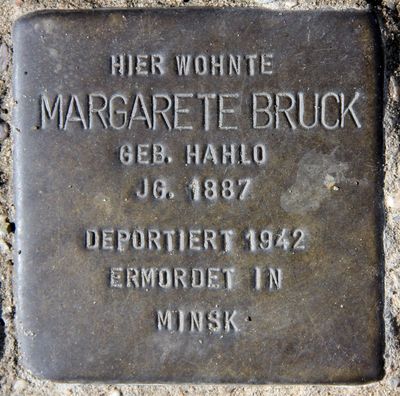 HIER WOHNTE
MARGARETE BRUCK
GEB. HAHLO
JG. 1887
DEPORTIERT 1942
ERMORDET IN
MINSK